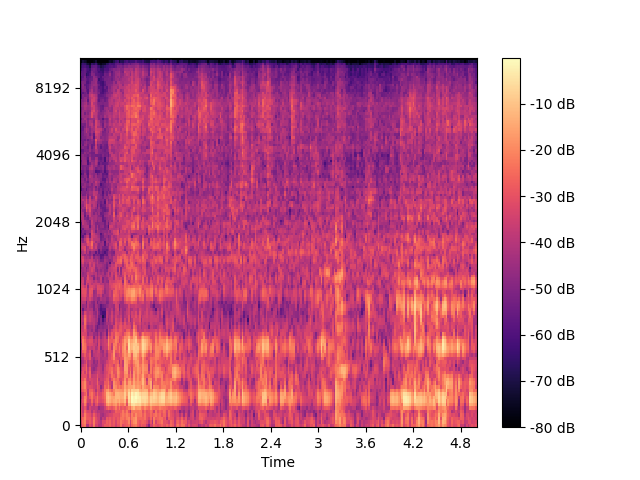 8192
4096
2048
1024
512
0
Hz
0 0.6 1.2 1.8 2.4 3 3.6 4.2 4.8
Time
-10 dB
-20 dB
-30 dB
-40 dB
-50 dB
-60 dB
-70 dB
-80 dB